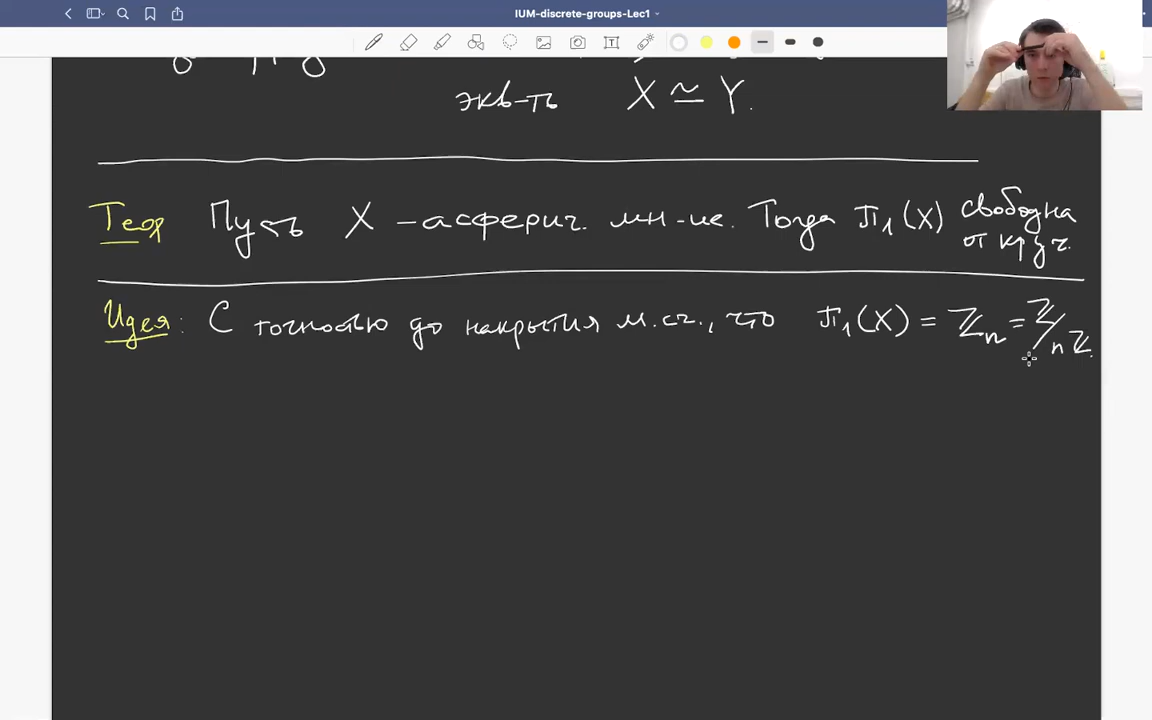 IUM-discrete-groups-Lec1
экв-ть X ≃ Y.
Теор Пусть X – асферич. мн-ие. Тогда π₁(X) свободна от круч.
Идея: С точностью до накрытия м.сч., что π₁(X) = ℤₙ = ℤ/nℤ.